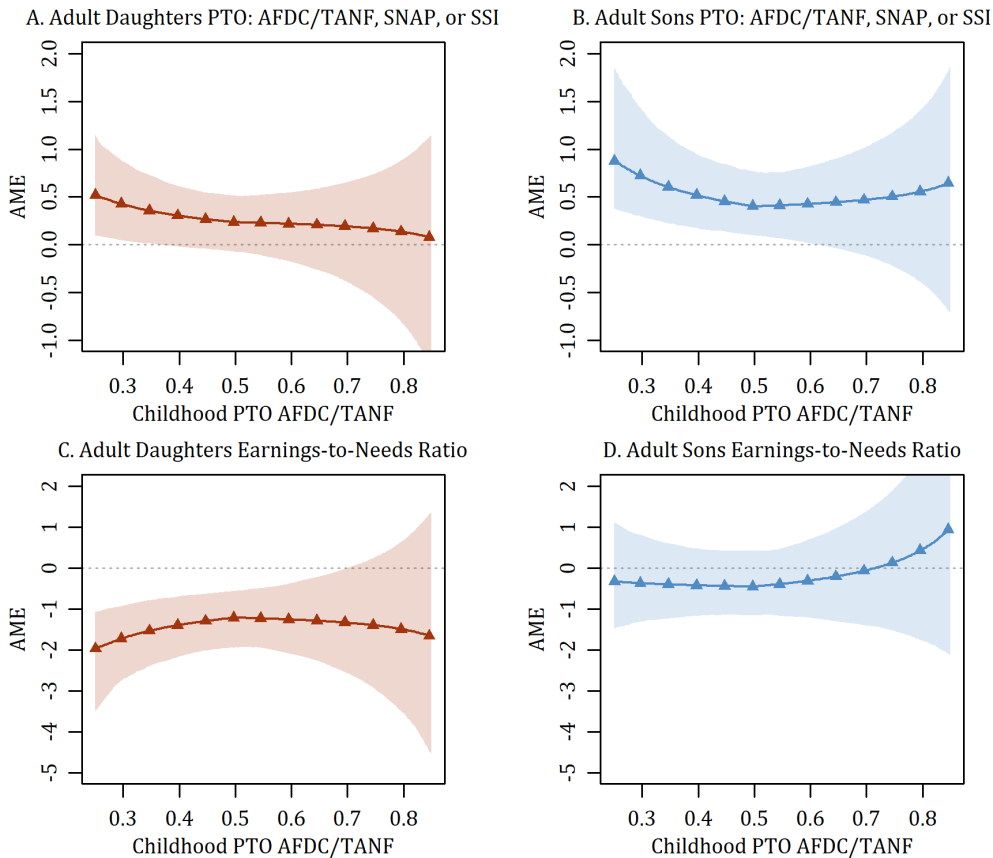 A. Adult Daughters PTO: AFDC/TANF, SNAP, or SSI
AME
2.0
1.5
1.0
0.5
0.0
-0.5
-1.0
0.3 0.4 0.5 0.6 0.7 0.8
Childhood PTO AFDC/TANF
B. Adult Sons PTO: AFDC/TANF, SNAP, or SSI
AME
2.0
1.5
1.0
0.5
0.0
-0.5
-1.0
0.3 0.4 0.5 0.6 0.7 0.8
Childhood PTO AFDC/TANF
C. Adult Daughters Earnings-to-Needs Ratio
AME
2
1
0
-1
-2
-3
-4
-5
0.3 0.4 0.5 0.6 0.7 0.8
Childhood PTO AFDC/TANF
D. Adult Sons Earnings-to-Needs Ratio
AME
2
1
0
-1
-2
-3
-4
-5
0.3 0.4 0.5 0.6 0.7 0.8
Childhood PTO AFDC/TANF